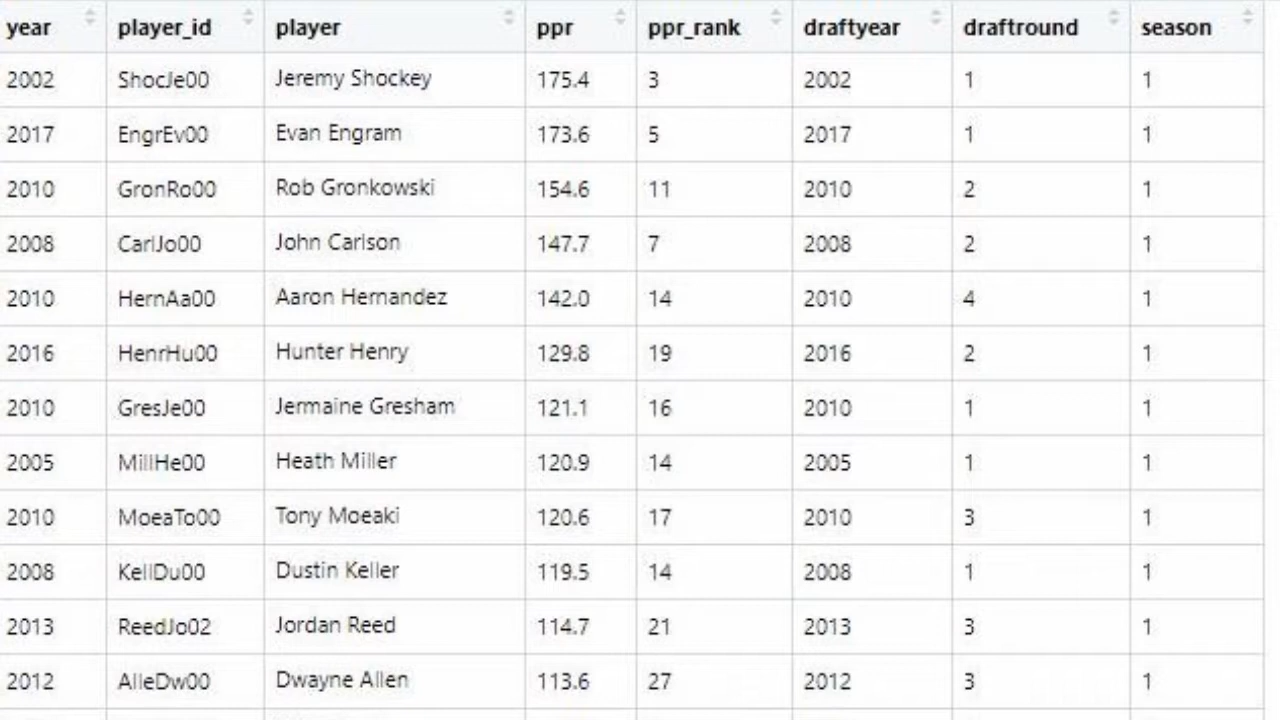 year player_id player ppr ppr_rank draftyear draftround season
2002 ShocJe00 Jeremy Shockey 175.4 3 2002 1 1
2017 EngrEv00 Evan Engram 173.6 5 2017 1 1
2010 GronRo00 Rob Gronkowski 154.6 11 2010 2 1
2008 CarlJo00 John Carlson 147.7 7 2008 2 1
2010 HernAa00 Aaron Hernandez 142.0 14 2010 4 1
2016 HenrHu00 Hunter Henry 129.8 19 2016 2 1
2010 GresJe00 Jermaine Gresham 121.1 16 2010 1 1
2005 MillHe00 Heath Miller 120.9 14 2005 1 1
2010 MoeaTo00 Tony Moeaki 120.6 17 2010 3 1
2008 KellDu00 Dustin Keller 119.5 14 2008 1 1
2013 ReedJo02 Jordan Reed 114.7 21 2013 3 1
2012 AlleDw00 Dwayne Allen 113.6 27 2012 3 1